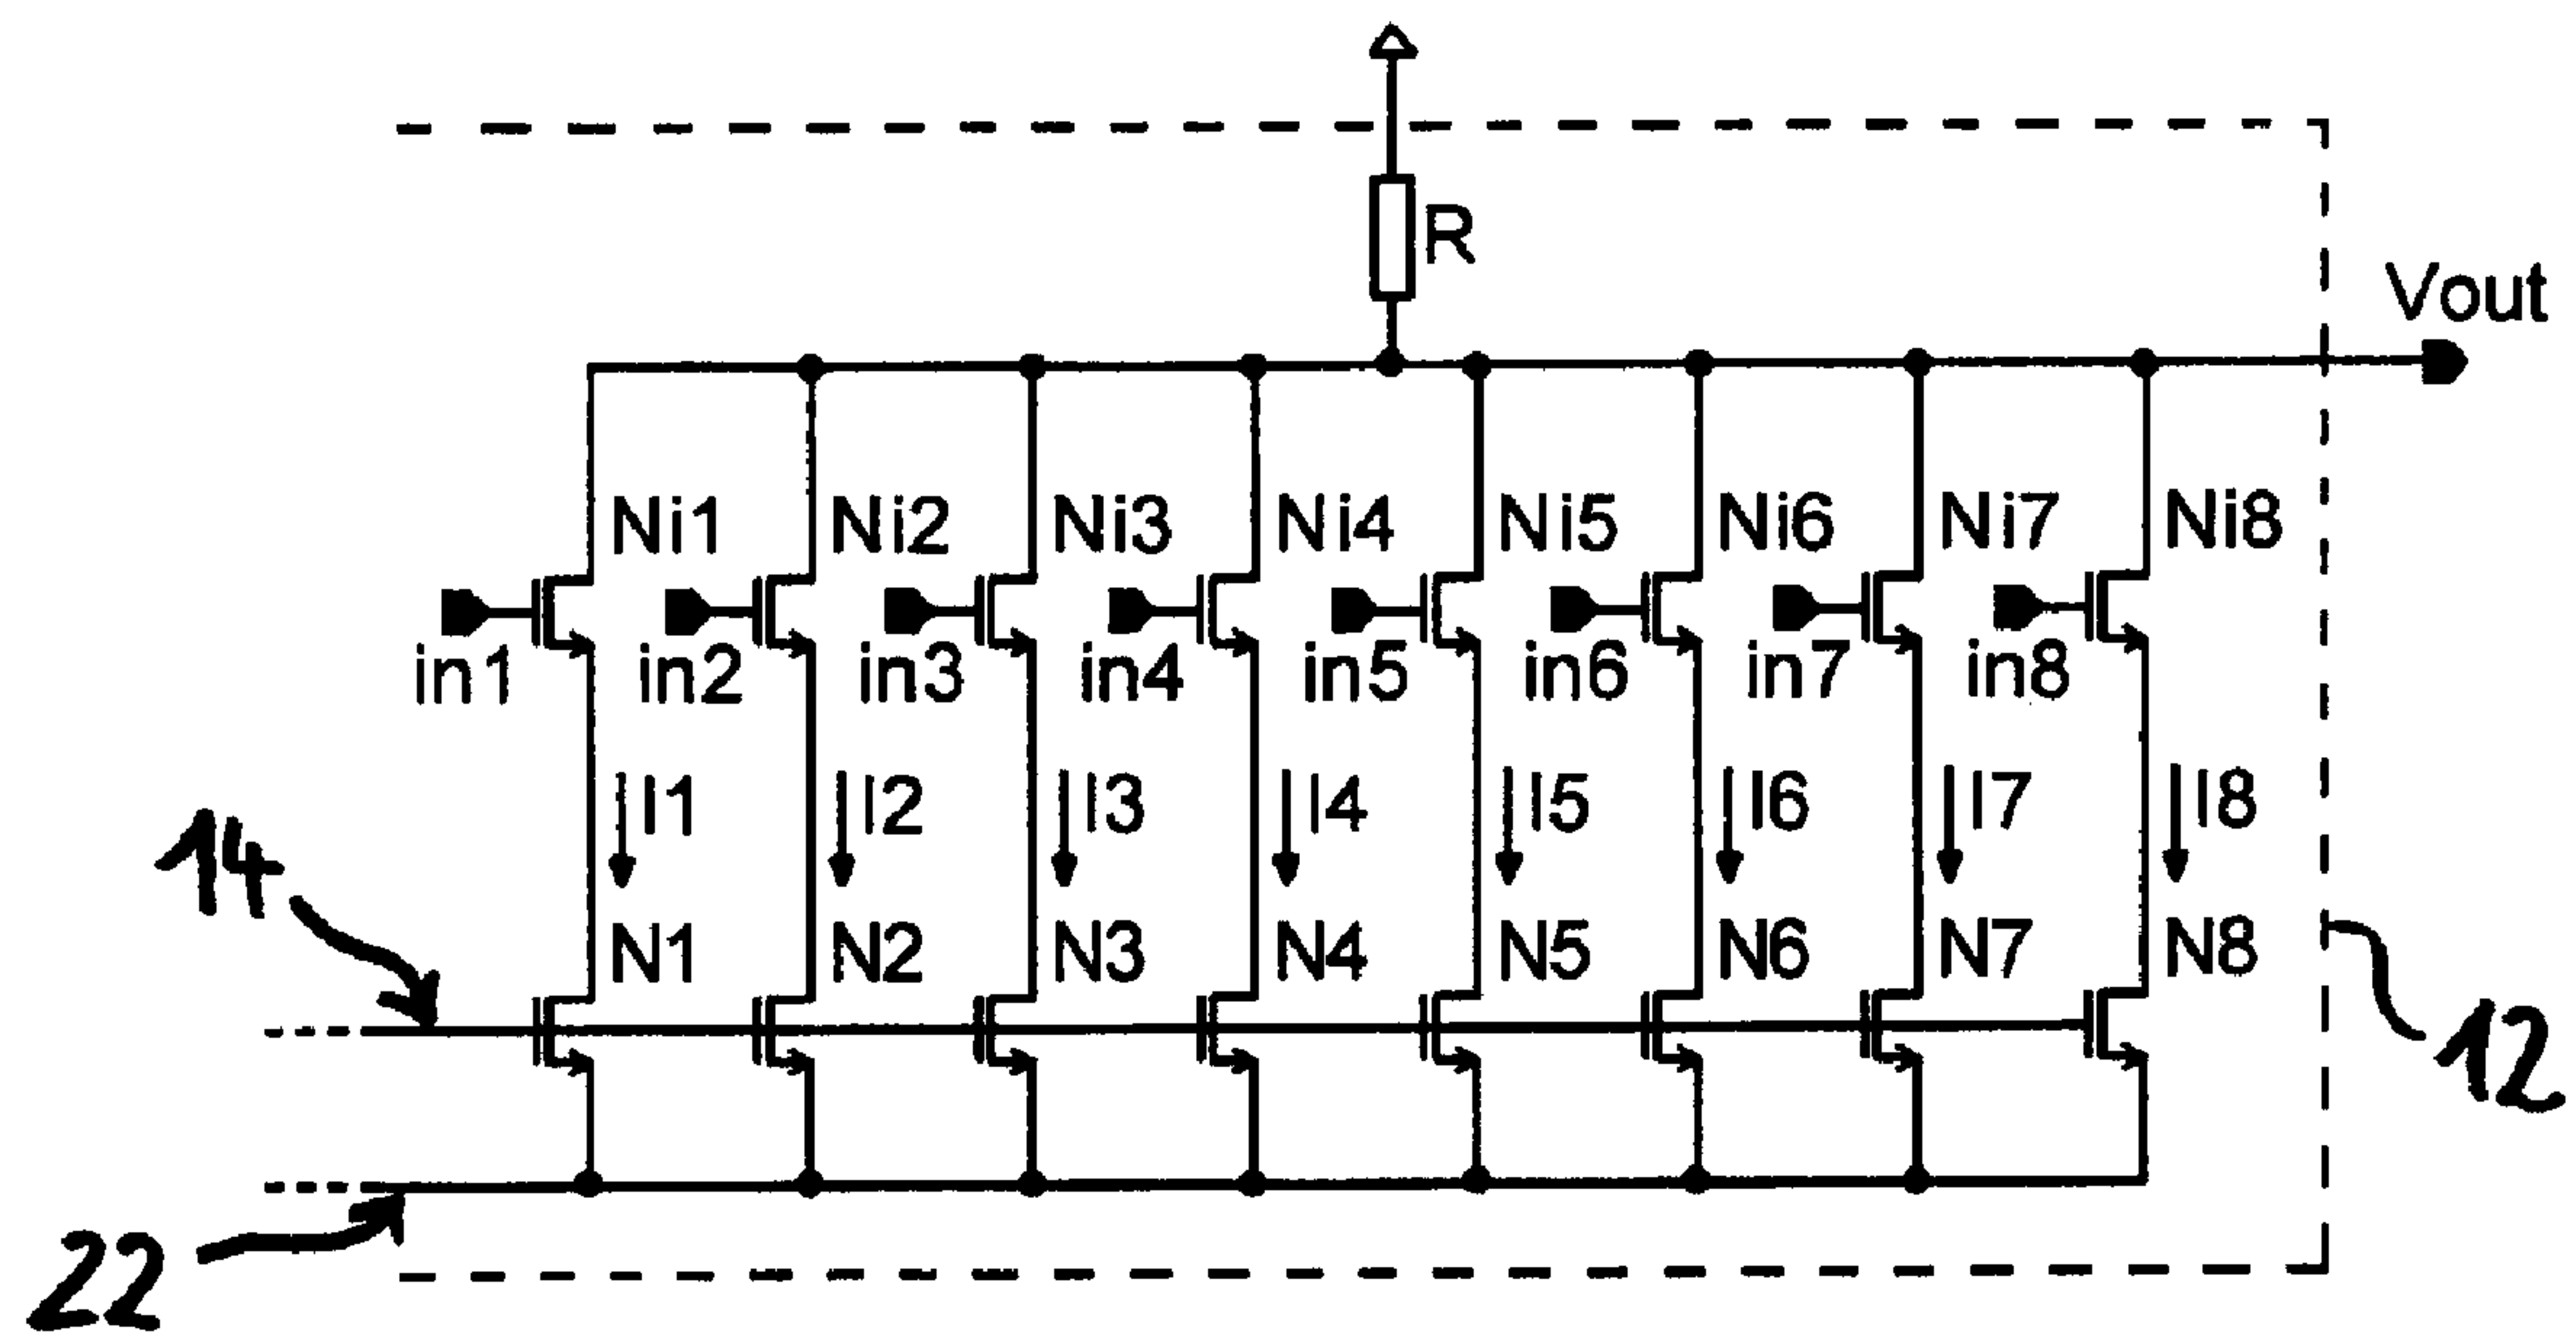 R
Vout
Ni1 Ni2 Ni3 Ni4 Ni5 Ni6 Ni7 Ni8
in1 in2 in3 in4 in5 in6 in7 in8
I1 I2 I3 I4 I5 I6 I7 I8
14
N1 N2 N3 N4 N5 N6 N7 N8
12
22